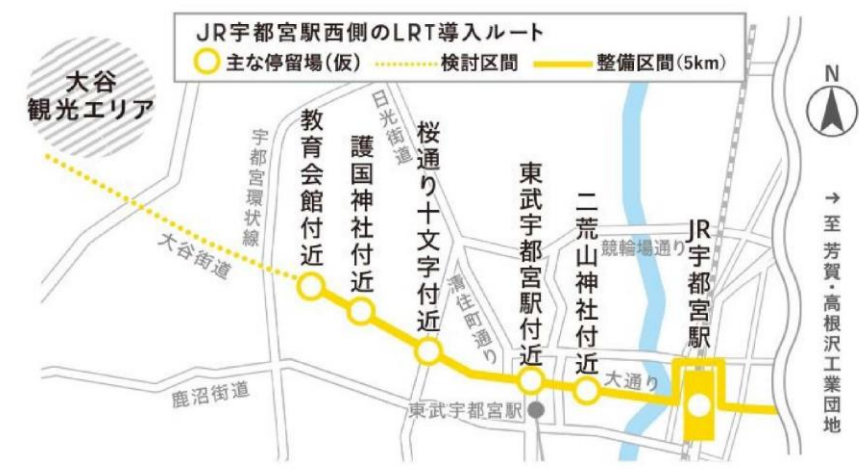 JR宇都宮駅西側のLRT導入ルート
主な停留場(仮) 検討区間 整備区間(5km)
大谷
観光エリア
N
宇都宮環状線
教育会館付近
護国神社付近
日光街道
桜通り十文字付近
清住町通り
東武宇都宮駅付近
二荒山神社付近
競輪場通り
JR宇都宮駅
→至 芳賀・高根沢工業団地
大谷街道
鹿沼街道
大通り
東武宇都宮駅